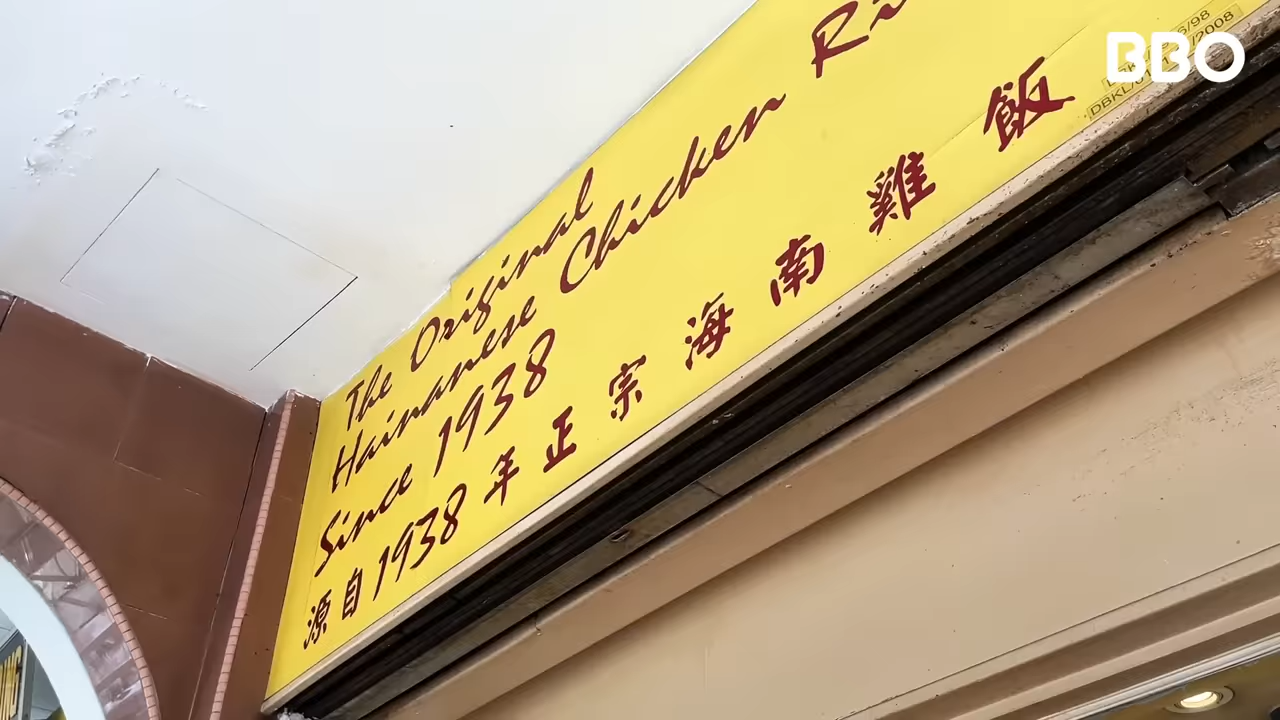 BBO
The Original
Hainanese Chicken Ri
Since 1938
源自1938年正宗海南雞飯